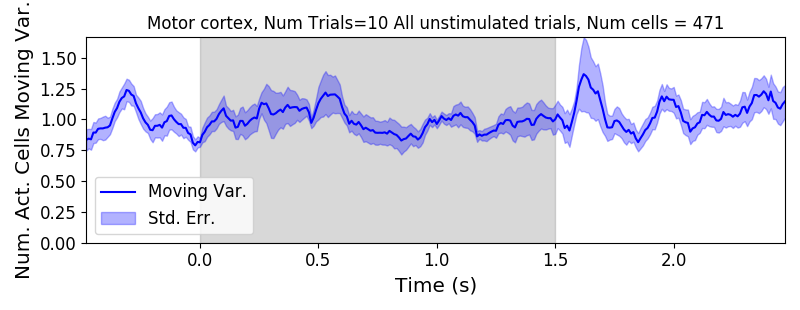 Motor cortex, Num Trials=10 All unstimulated trials, Num cells = 471
Num. Act. Cells Moving Var.
1.50
1.25
1.00
0.75
0.50
0.25
0.00
Moving Var.
Std. Err.
0.0 0.5 1.0 1.5 2.0
Time (s)